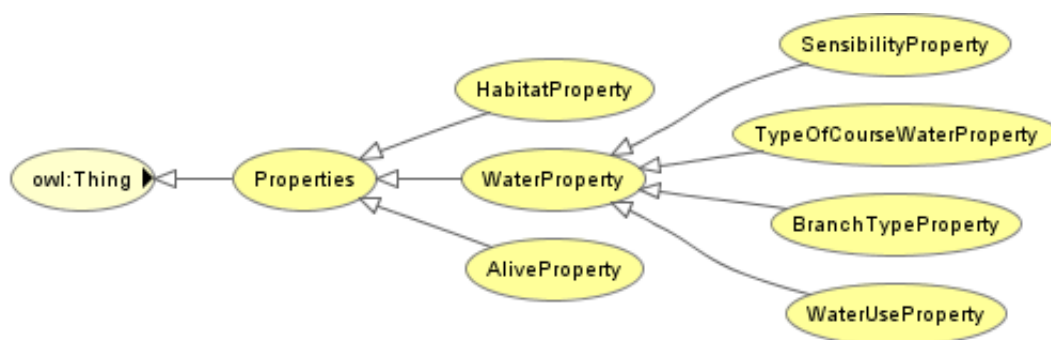 SensibilityProperty
HabitatProperty
TypeOfCourseWaterProperty
owl:Thing
Properties
WaterProperty
BranchTypeProperty
AliveProperty
WaterUseProperty